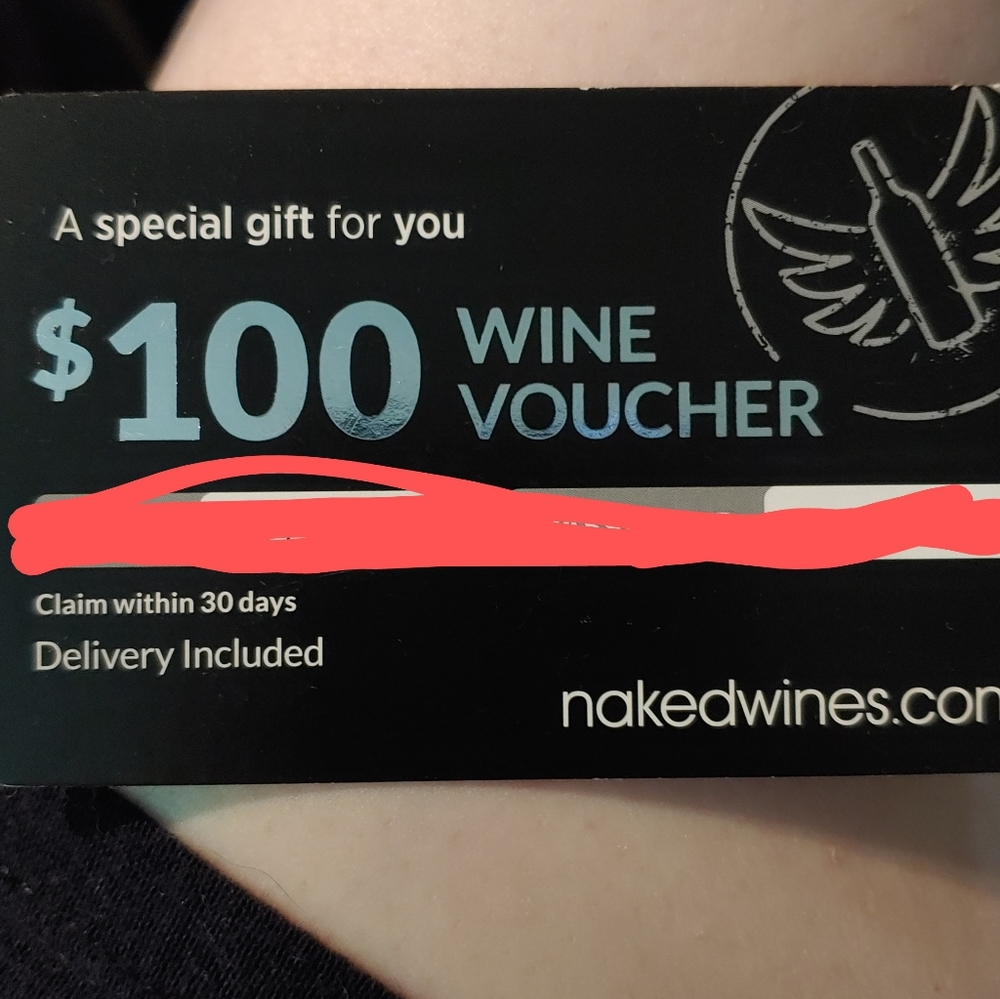 A special gift for you
$100 WINE
VOUCHER
Claim within 30 days
Delivery Included
nakedwines.com